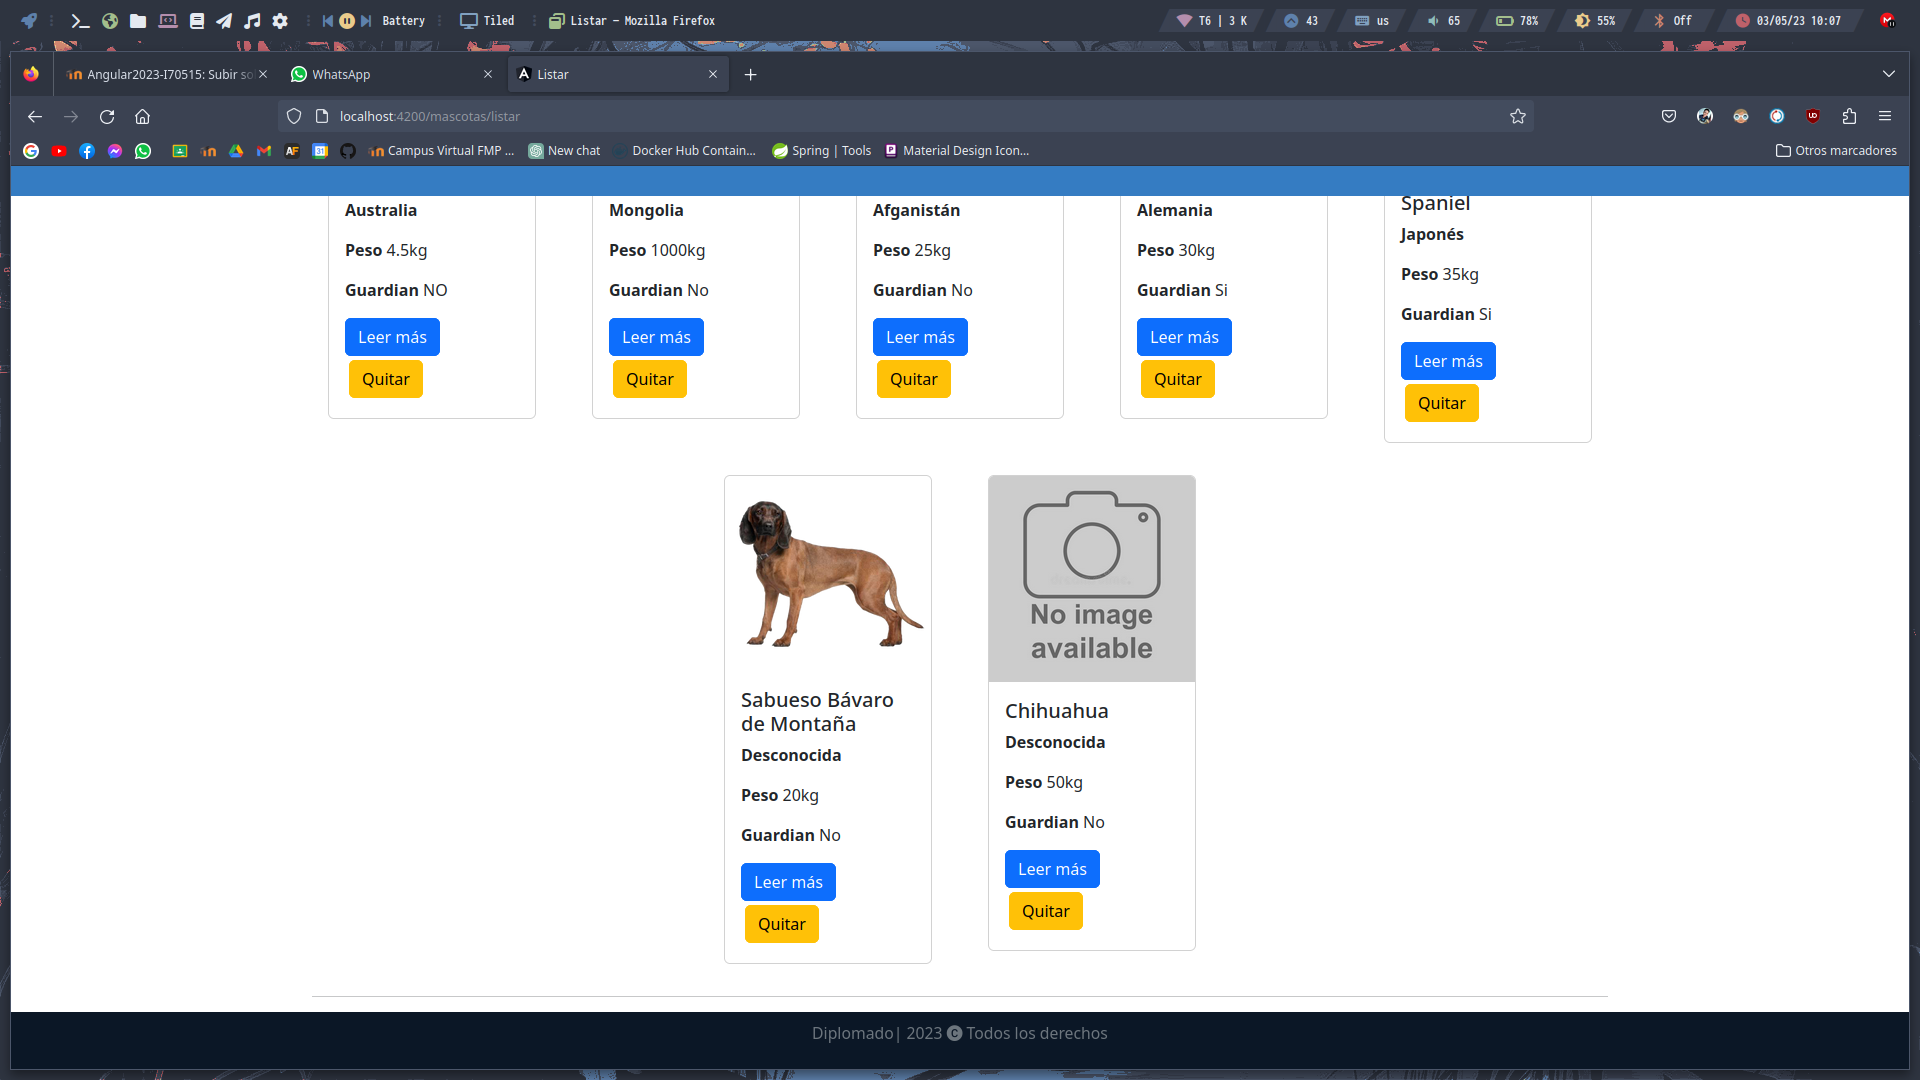 Battery
Tiled
Listar – Mozilla Firefox
T6 | 3 K
43
us
65
78%
55%
Off
03/05/23 10:07
Angular2023-I70515: Subir so
WhatsApp
Listar
localhost:4200/mascotas/listar
Campus Virtual FMP ...
New chat
Docker Hub Contain...
Spring | Tools
Material Design Icon...
Otros marcadores
Australia
Peso 4.5kg
Guardian NO
Leer más
Quitar
Mongolia
Peso 1000kg
Guardian No
Leer más
Quitar
Afganistán
Peso 25kg
Guardian No
Leer más
Quitar
Alemania
Peso 30kg
Guardian Si
Leer más
Quitar
Spaniel
Japonés
Peso 35kg
Guardian Si
Leer más
Quitar
Sabueso Bávaro
de Montaña
Desconocida
Peso 20kg
Guardian No
Leer más
Quitar
No image
available
Chihuahua
Desconocida
Peso 50kg
Guardian No
Leer más
Quitar
Diplomado| 2023 © Todos los derechos